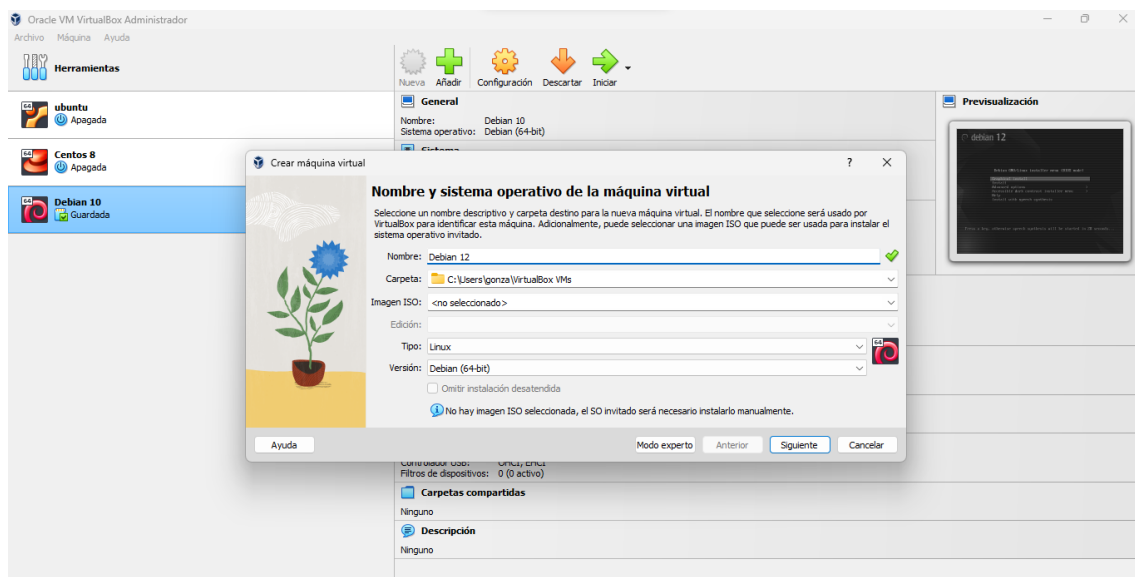 Oracle VM VirtualBox Administrador
Archivo Máquina Ayuda
Herramientas
Nueva Añadir Configuración Descartar Iniciar
64
ubuntu
Apagada
64
Centos 8
Apagada
64
Debian 10
Guardada
General
Nombre: Debian 10
Sistema operativo: Debian (64-bit)
Sistema
Previsualización
debian 12
Crear máquina virtual
? 
Nombre y sistema operativo de la máquina virtual
Seleccione un nombre descriptivo y carpeta destino para la nueva máquina virtual. El nombre que seleccione será usado por
VirtualBox para identificar esta máquina. Adicionalmente, puede seleccionar una imagen ISO que puede ser usada para instalar el
sistema operativo invitado.
Nombre: Debian 12
Carpeta: C:\Users\gonza\VirtualBox VMs
Imagen ISO: <no seleccionado>
Edición:
Tipo: Linux
64
Versión: Debian (64-bit)
Omitir instalación desatendida
No hay imagen ISO seleccionada, el SO invitado será necesario instalarlo manualmente.
Ayuda Modo experto Anterior Siguiente Cancelar
Controlador USB: OHCI, EHCI
Filtros de dispositivos: 0 (0 activo)
Carpetas compartidas
Ninguno
Descripción
Ninguno